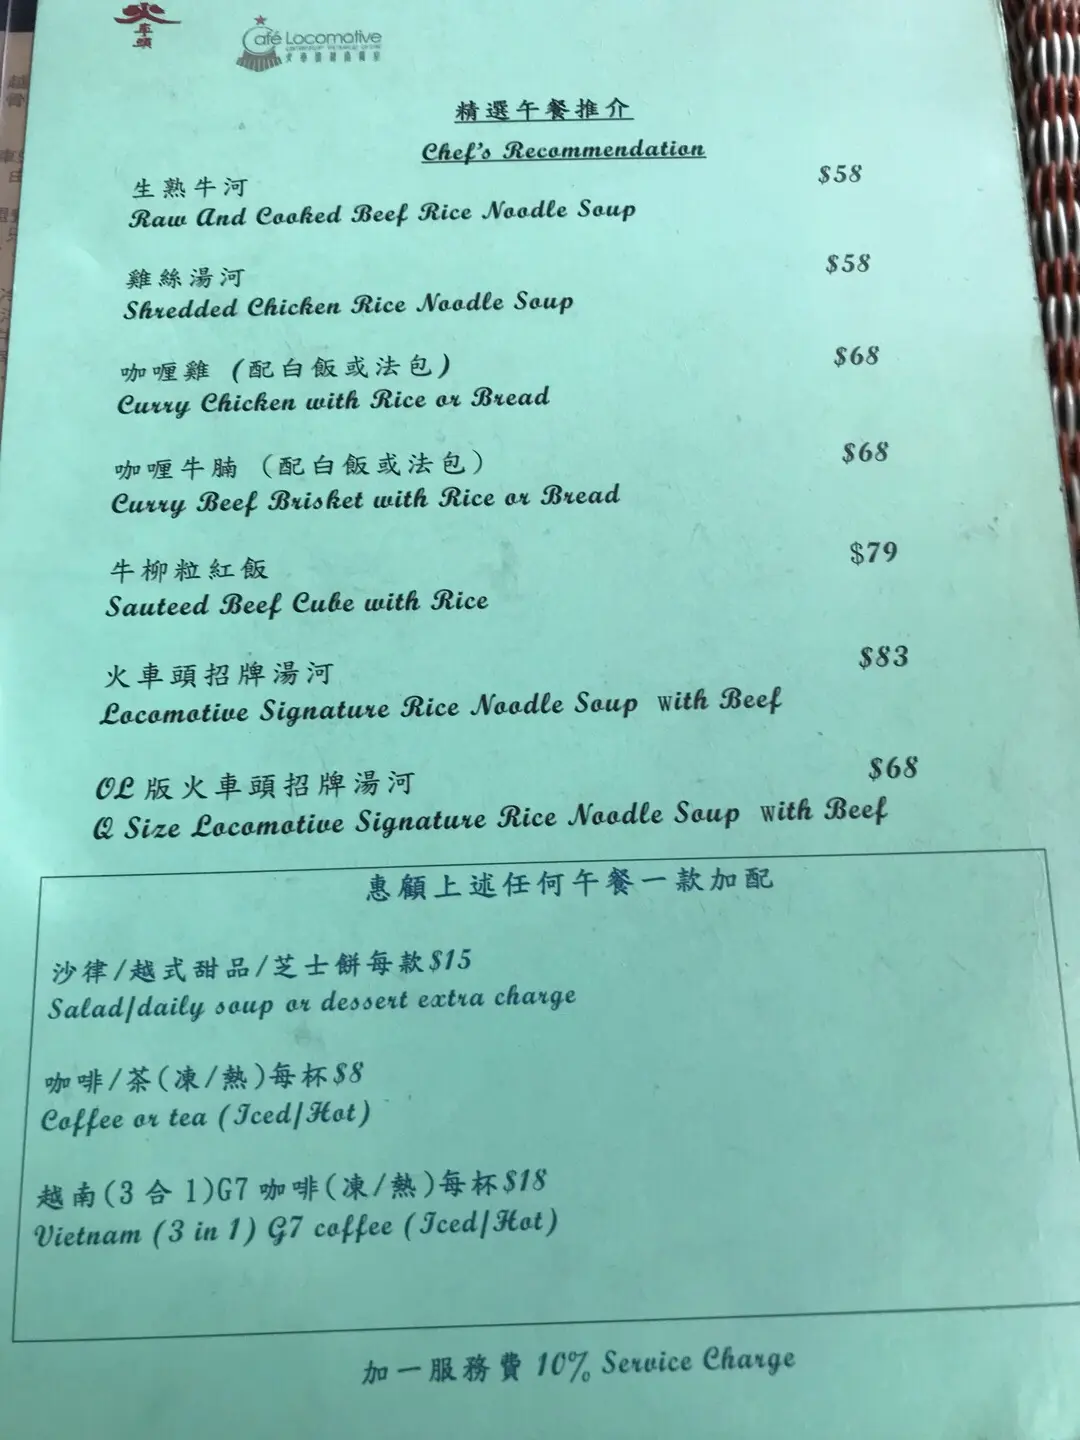 火
車
頭
Café Locomotive
精選午餐推介
Chef's Recommendation
生熟牛河 $58
Raw And Cooked Beef Rice Noodle Soup
雞絲湯河 $58
Shredded Chicken Rice Noodle Soup
咖喱雞 (配白飯或法包) $68
Curry Chicken with Rice or Bread
咖喱牛腩 (配白飯或法包) $68
Curry Beef Brisket with Rice or Bread
牛柳粒紅飯 $79
Sauteed Beef Cube with Rice
火車頭招牌湯河 $83
Locomotive Signature Rice Noodle Soup with Beef
OL 版火車頭招牌湯河 $68
Q Size Locomotive Signature Rice Noodle Soup with Beef
惠顧上述任何午餐一款加配
沙律/越式甜品/芝士餅每款$15
Salad/daily soup or dessert extra charge
咖啡/茶(凍/熱)每杯$8
Coffee or tea (Iced/Hot)
越南(3 合 1)G7 咖啡(凍/熱)每杯$18
Vietnam (3 in 1) G7 coffee (Iced/Hot)
加一服務費 10% Service Charge